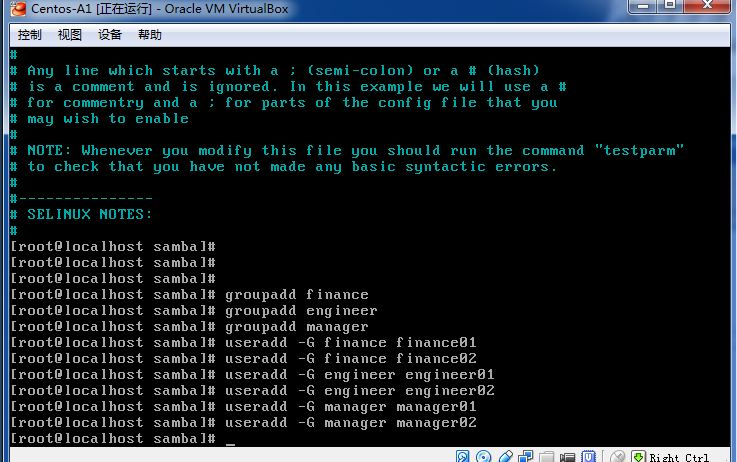 Centos-A1 [正在运行] - Oracle VM VirtualBox
控制 视图 设备 帮助
#
# Any line which starts with a ; (semi-colon) or a # (hash)
# is a comment and is ignored. In this example we will use a #
# for commentry and a ; for parts of the config file that you
# may wish to enable
#
# NOTE: Whenever you modify this file you should run the command "testparm"
# to check that you have not made any basic syntactic errors.
#
#---------------
# SELINUX NOTES:
#
[root@localhost samba]#
[root@localhost samba]#
[root@localhost samba]#
[root@localhost samba]# groupadd finance
[root@localhost samba]# groupadd engineer
[root@localhost samba]# groupadd manager
[root@localhost samba]# useradd -G finance finance01
[root@localhost samba]# useradd -G finance finance02
[root@localhost samba]# useradd -G engineer engineer01
[root@localhost samba]# useradd -G engineer engineer02
[root@localhost samba]# useradd -G manager manager01
[root@localhost samba]# useradd -G manager manager02
[root@localhost samba]# _
Right Ctrl